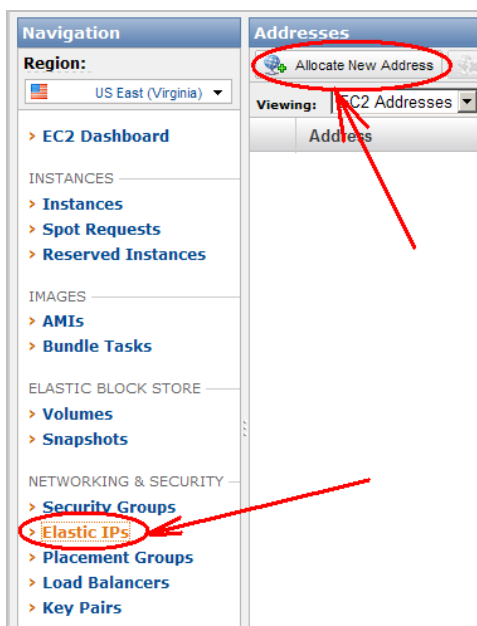 Navigation
Region:
US East (Virginia)
EC2 Dashboard
INSTANCES
Instances
Spot Requests
Reserved Instances
IMAGES
AMIs
Bundle Tasks
ELASTIC BLOCK STORE
Volumes
Snapshots
NETWORKING & SECURITY
Security Groups
Elastic IPs
Placement Groups
Load Balancers
Key Pairs
Addresses
Allocate New Address
Viewing: EC2 Addresses
Address